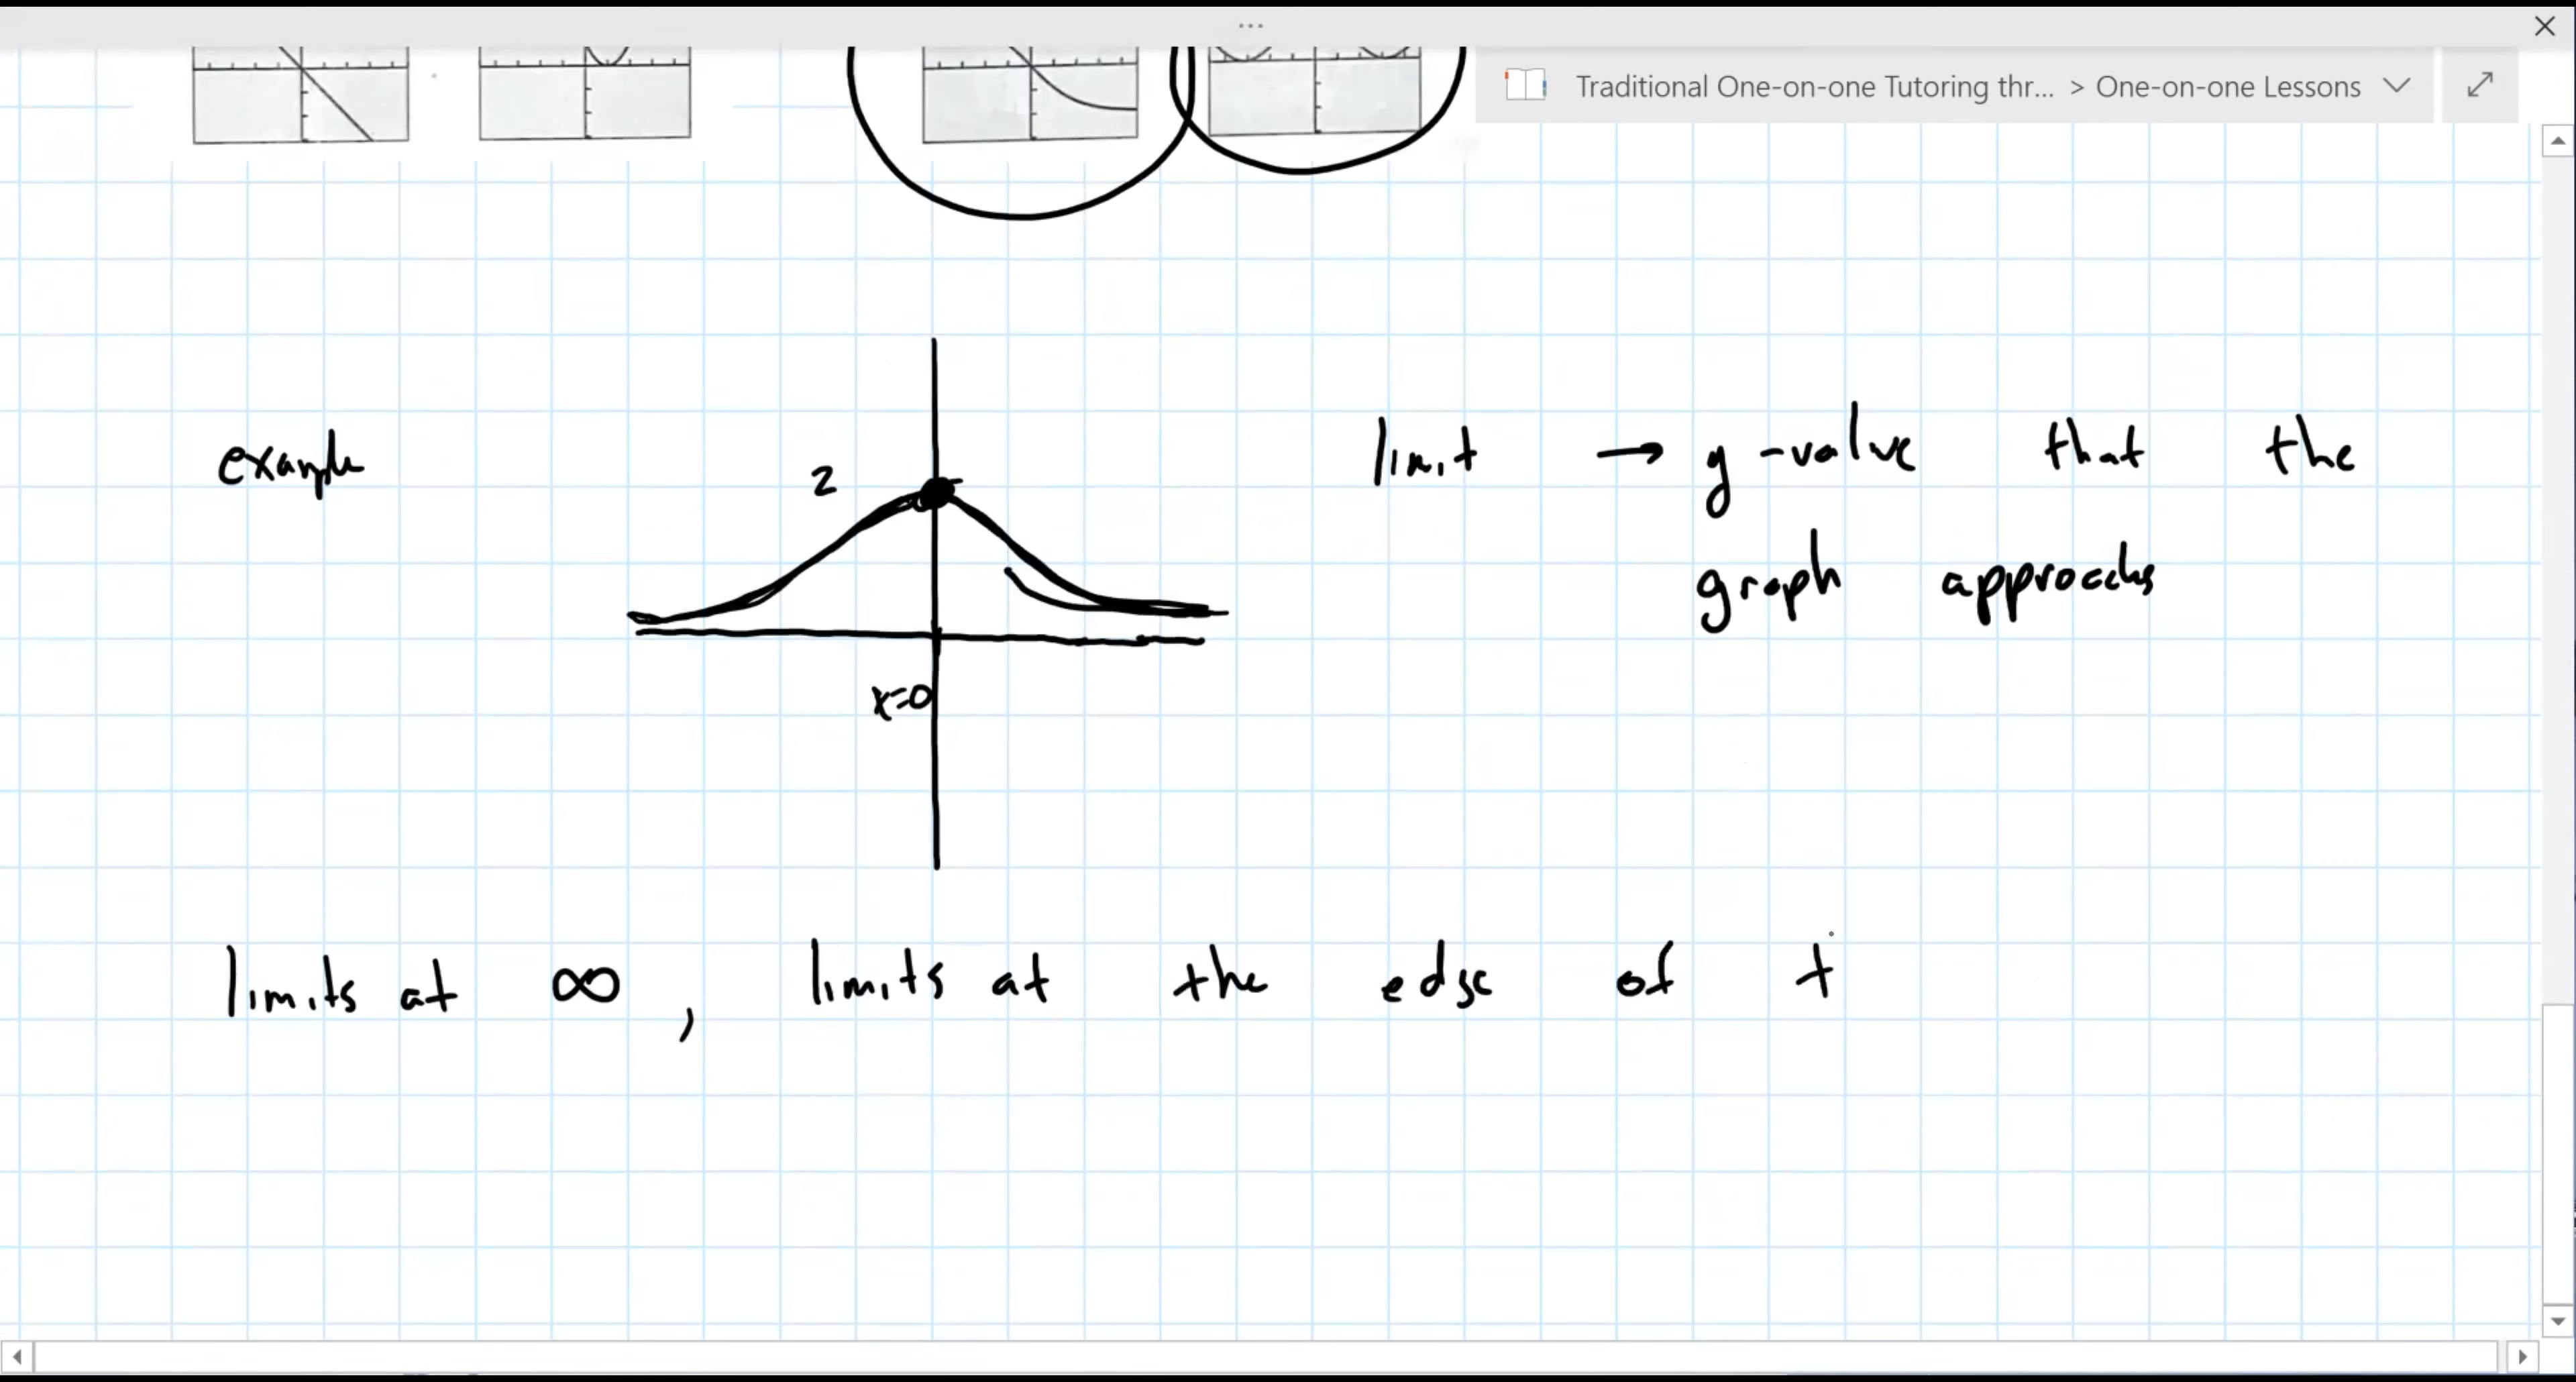 Traditional One-on-one Tutoring thr... > One-on-one Lessons
example
2
limit → y-value that the
graph approaches
x=0
limits at ∞, limits at the edge of t